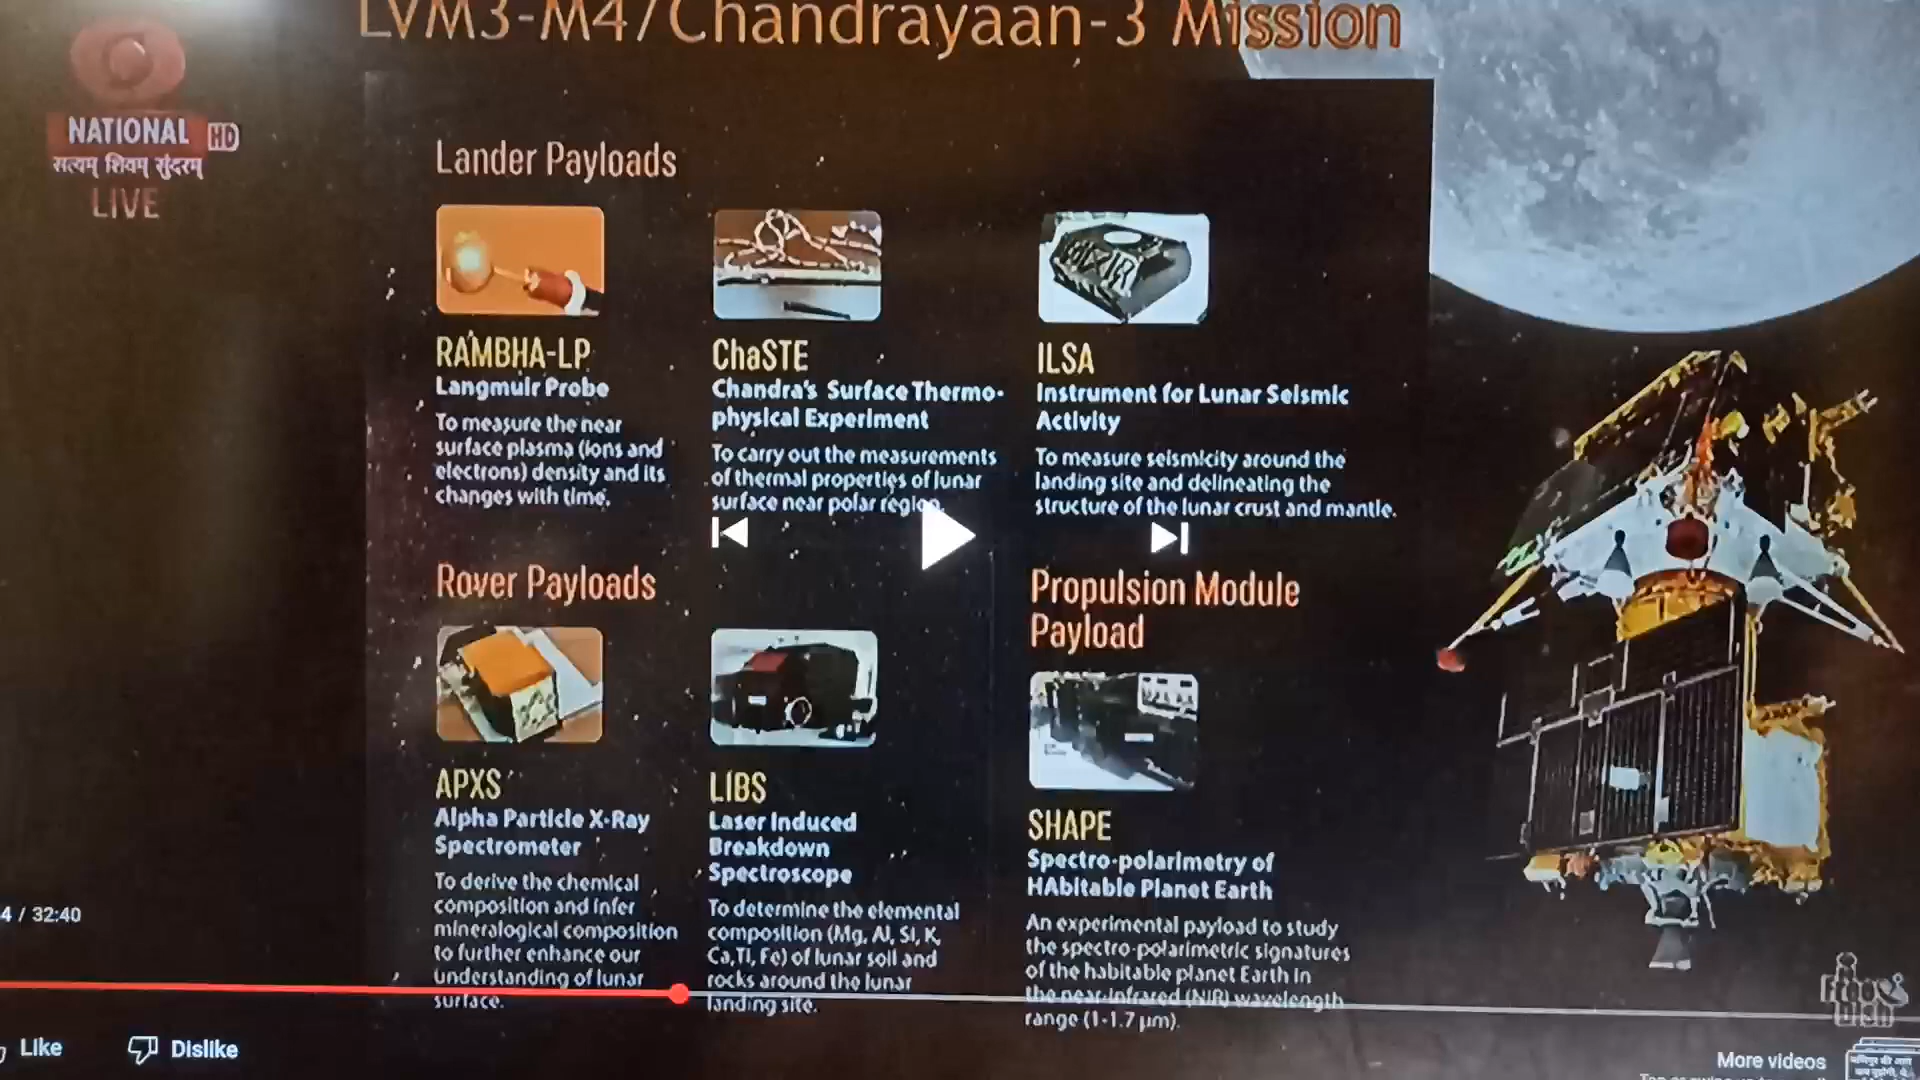 LVM3-M4/Chandrayaan-3 Mission
NATIONAL HD
सत्यम् शिवम् सुंदरम्
LIVE
Lander Payloads
RAMBHA-LP
Langmuir Probe
To measure the near
surface plasma (ions and
electrons) density and its
changes with time.
ChaSTE
Chandra's Surface Thermo-
physical Experiment
To carry out the measurements
of thermal properties of lunar
surface near polar region.
ILSA
Instrument for Lunar Seismic
Activity
To measure seismicity around the
landing site and delineating the
structure of the lunar crust and mantle.
Rover Payloads
APXS
Alpha Particle X-Ray
Spectrometer
To derive the chemical
composition and infer
mineralogical composition
to further enhance our
understanding of lunar
surface.
LIBS
Laser Induced
Breakdown
Spectroscope
To determine the elemental
composition (Mg, Al, Si, K,
Ca,Ti, Fe) of lunar soil and
rocks around the lunar
landing site.
Propulsion Module
Payload
SHAPE
Spectro-polarimetry of
HAbitable Planet Earth
An experimental payload to study
the spectro-polarimetric signatures
of the habitable planet Earth in
the near-infrared (NIR) wavelength
range (1-1.7 μm).
4 / 32:40
Like
Dislike
Free
Dish
More videos